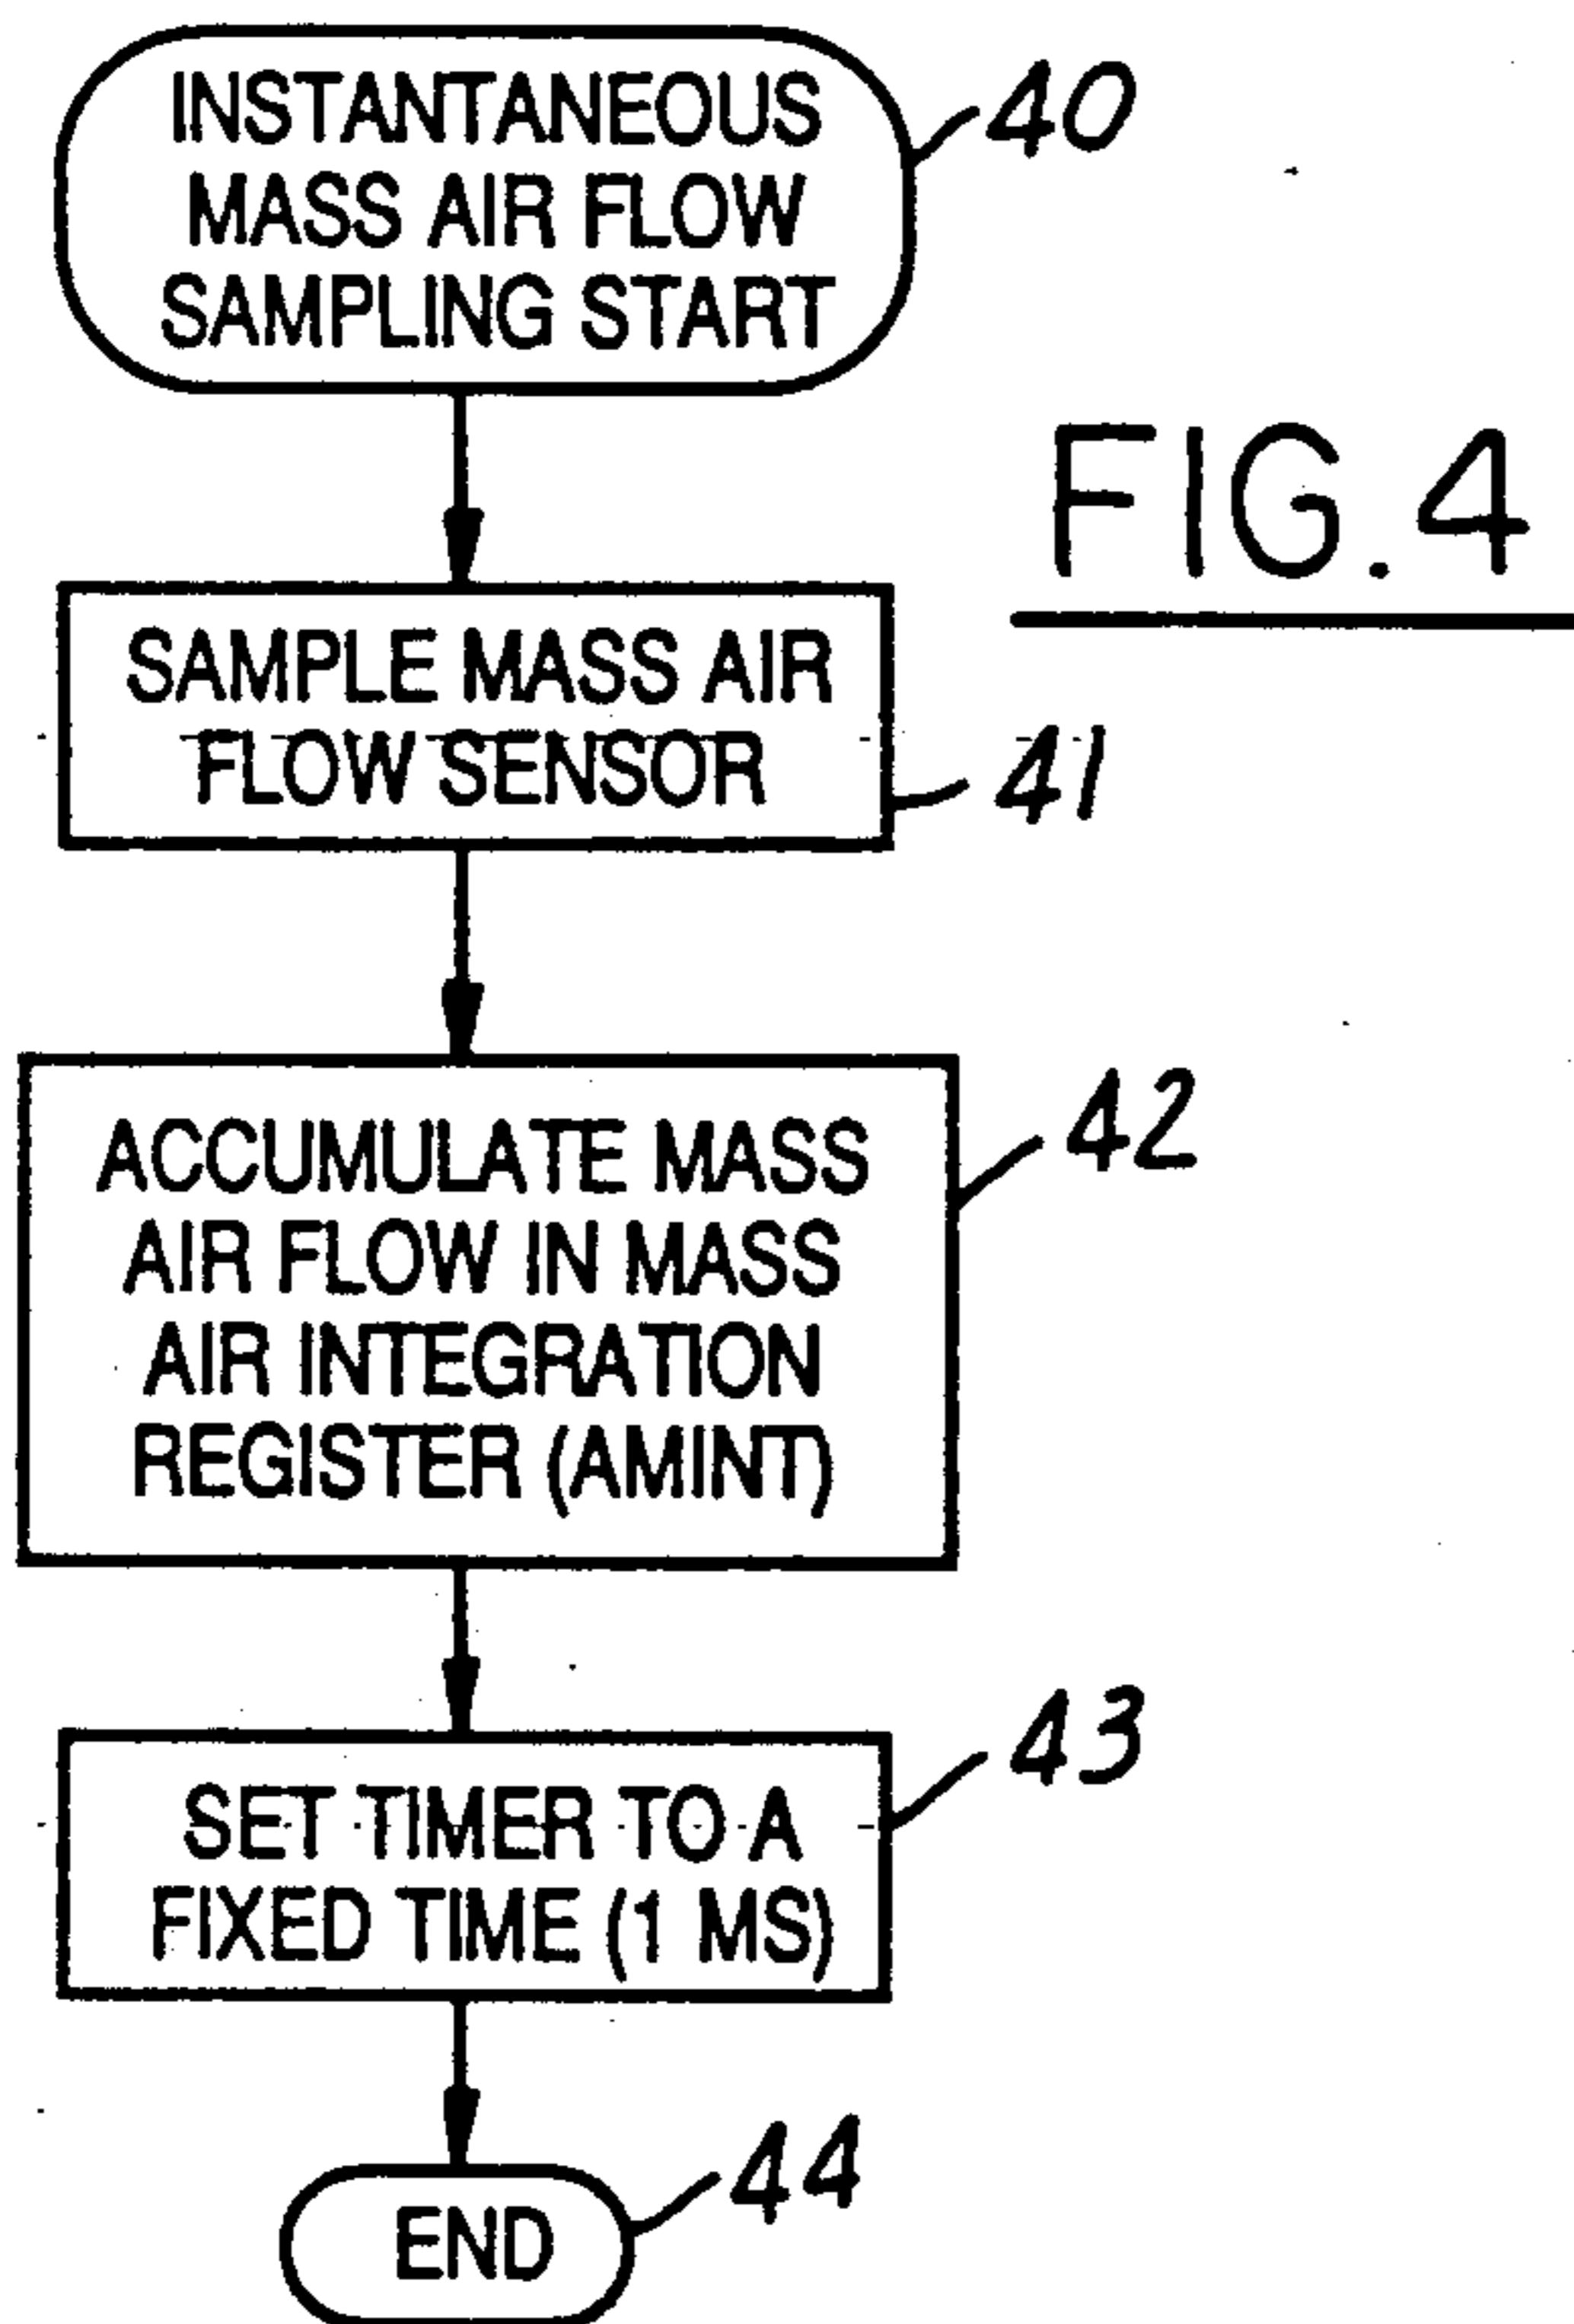 INSTANTANEOUS
MASS AIR FLOW
SAMPLING START
40
FIG. 4
SAMPLE MASS AIR
FLOW SENSOR
41
ACCUMULATE MASS
AIR FLOW IN MASS
AIR INTEGRATION
REGISTER (AMINT)
42
SET TIMER TO A
FIXED TIME (1 MS)
43
END
44